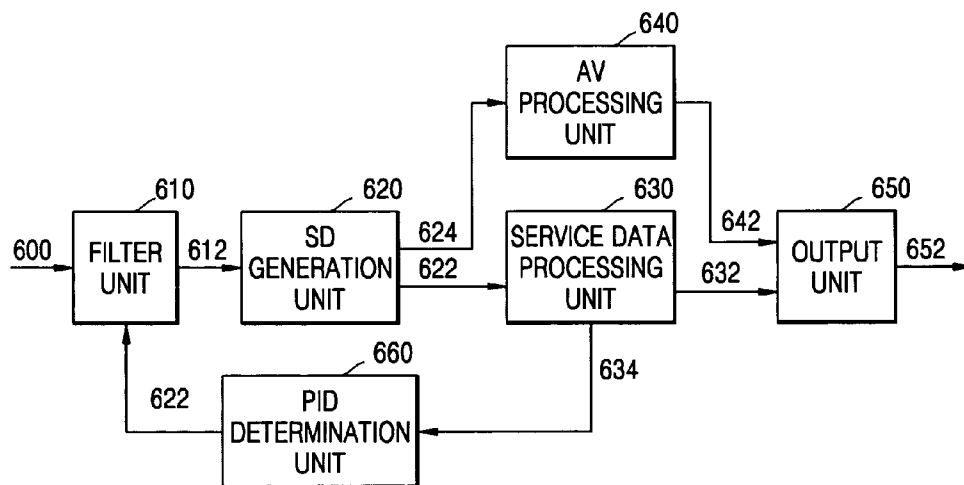 640
AV
PROCESSING
UNIT
610
620
630
650
600
FILTER
UNIT
612
SD
GENERATION
UNIT
624
622
SERVICE DATA
PROCESSING
UNIT
642
632
OUTPUT
UNIT
652
660
634
622
PID
DETERMINATION
UNIT